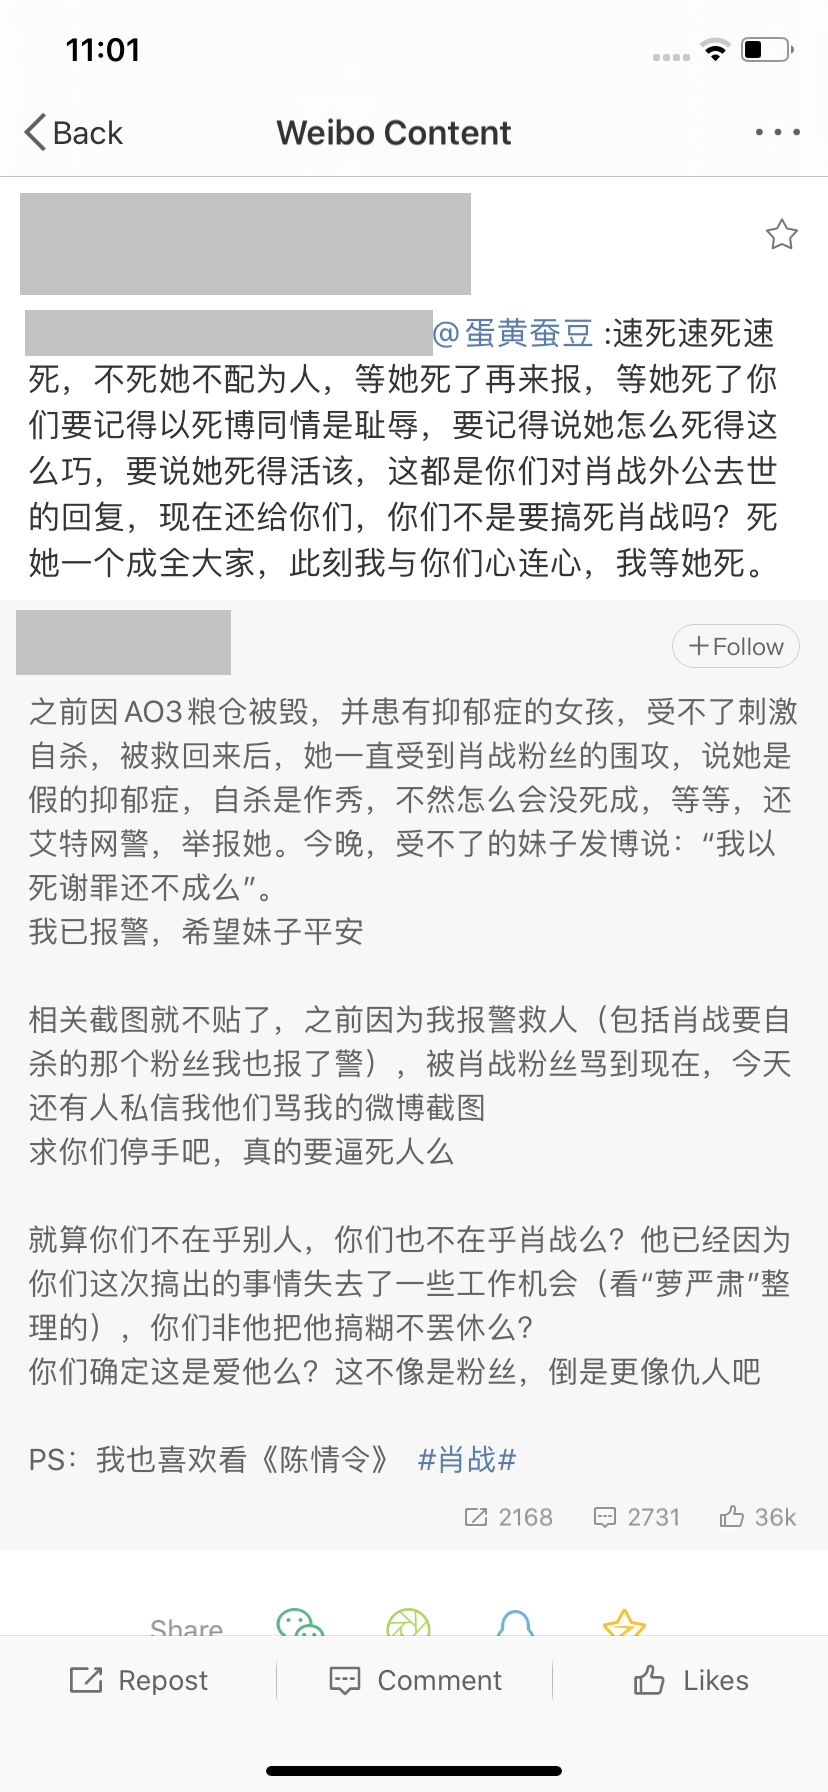 11:01
Back
Weibo Content
@蛋黄蚕豆 :速死速死速
死，不死她不配为人，等她死了再来报，等她死了你
们要记得以死博同情是耻辱，要记得说她怎么死得这
么巧，要说她死得活该，这都是你们对肖战外公去世
的回复，现在还给你们，你们不是要搞死肖战吗？死
她一个成全大家，此刻我与你们心连心，我等她死。
+Follow
之前因AO3粮仓被毁，并患有抑郁症的女孩，受不了刺激
自杀，被救回来后，她一直受到肖战粉丝的围攻，说她是
假的抑郁症，自杀是作秀，不然怎么会没死成，等等，还
艾特网警，举报她。今晚，受不了的妹子发博说：“我以
死谢罪还不成么”。
我已报警，希望妹子平安
相关截图就不贴了，之前因为我报警救人（包括肖战要自
杀的那个粉丝我也报了警），被肖战粉丝骂到现在，今天
还有人私信我他们骂我的微博截图
求你们停手吧，真的要逼死人么
就算你们不在乎别人，你们也不在乎肖战么？他已经因为
你们这次搞出的事情失去了一些工作机会（看“萝严肃”整
理的），你们非他把他搞糊不罢休么？
你们确定这是爱他么？这不像是粉丝，倒是更像仇人吧
PS：我也喜欢看《陈情令》 #肖战#
2168 2731 36k
Share
Repost
Comment
Likes